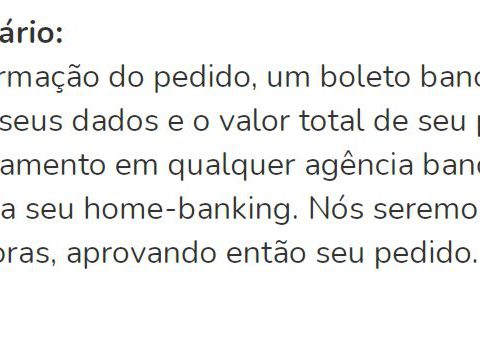 ário:
rmação do pedido, um boleto banc
seus dados e o valor total de seu p
amento em qualquer agência banc
a seu home-banking. Nós seremo
oras, aprovando então seu pedido.